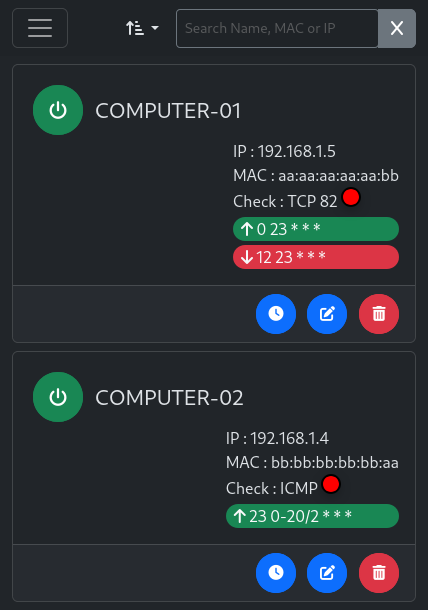 Search Name, MAC or IP
X
COMPUTER-01
IP : 192.168.1.5
MAC : aa:aa:aa:aa:aa:bb
Check : TCP 82
0 23 * * *
12 23 * * *
COMPUTER-02
IP : 192.168.1.4
MAC : bb:bb:bb:bb:bb:aa
Check : ICMP
23 0-20/2 * * *